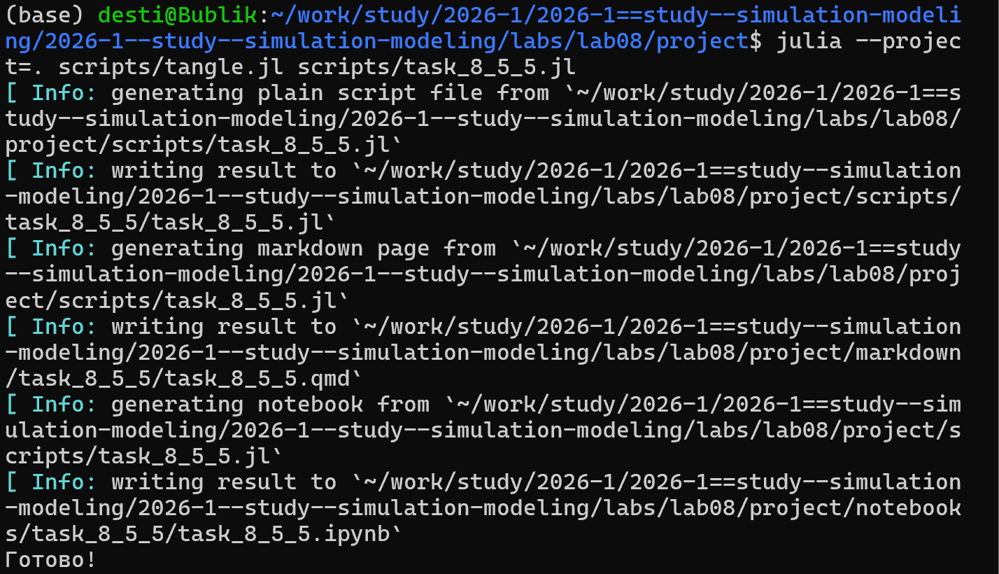 (base) desti@Bublik:~/work/study/2026-1/2026-1==study--simulation-modeli
ng/2026-1--study--simulation-modeling/labs/lab08/project$ julia --projec
t=. scripts/tangle.jl scripts/task_8_5_5.jl
[ Info: generating plain script file from `~/work/study/2026-1/2026-1==s
tudy--simulation-modeling/2026-1--study--simulation-modeling/labs/lab08/
project/scripts/task_8_5_5.jl`
[ Info: writing result to `~/work/study/2026-1/2026-1==study--simulation
-modeling/2026-1--study--simulation-modeling/labs/lab08/project/scripts/
task_8_5_5/task_8_5_5.jl`
[ Info: generating markdown page from `~/work/study/2026-1/2026-1==study
--simulation-modeling/2026-1--study--simulation-modeling/labs/lab08/proj
ect/scripts/task_8_5_5.jl`
[ Info: writing result to `~/work/study/2026-1/2026-1==study--simulation
-modeling/2026-1--study--simulation-modeling/labs/lab08/project/markdown
/task_8_5_5/task_8_5_5.qmd`
[ Info: generating notebook from `~/work/study/2026-1/2026-1==study--sim
ulation-modeling/2026-1--study--simulation-modeling/labs/lab08/project/s
cripts/task_8_5_5.jl`
[ Info: writing result to `~/work/study/2026-1/2026-1==study--simulation
-modeling/2026-1--study--simulation-modeling/labs/lab08/project/notebook
s/task_8_5_5/task_8_5_5.ipynb`
Готово!